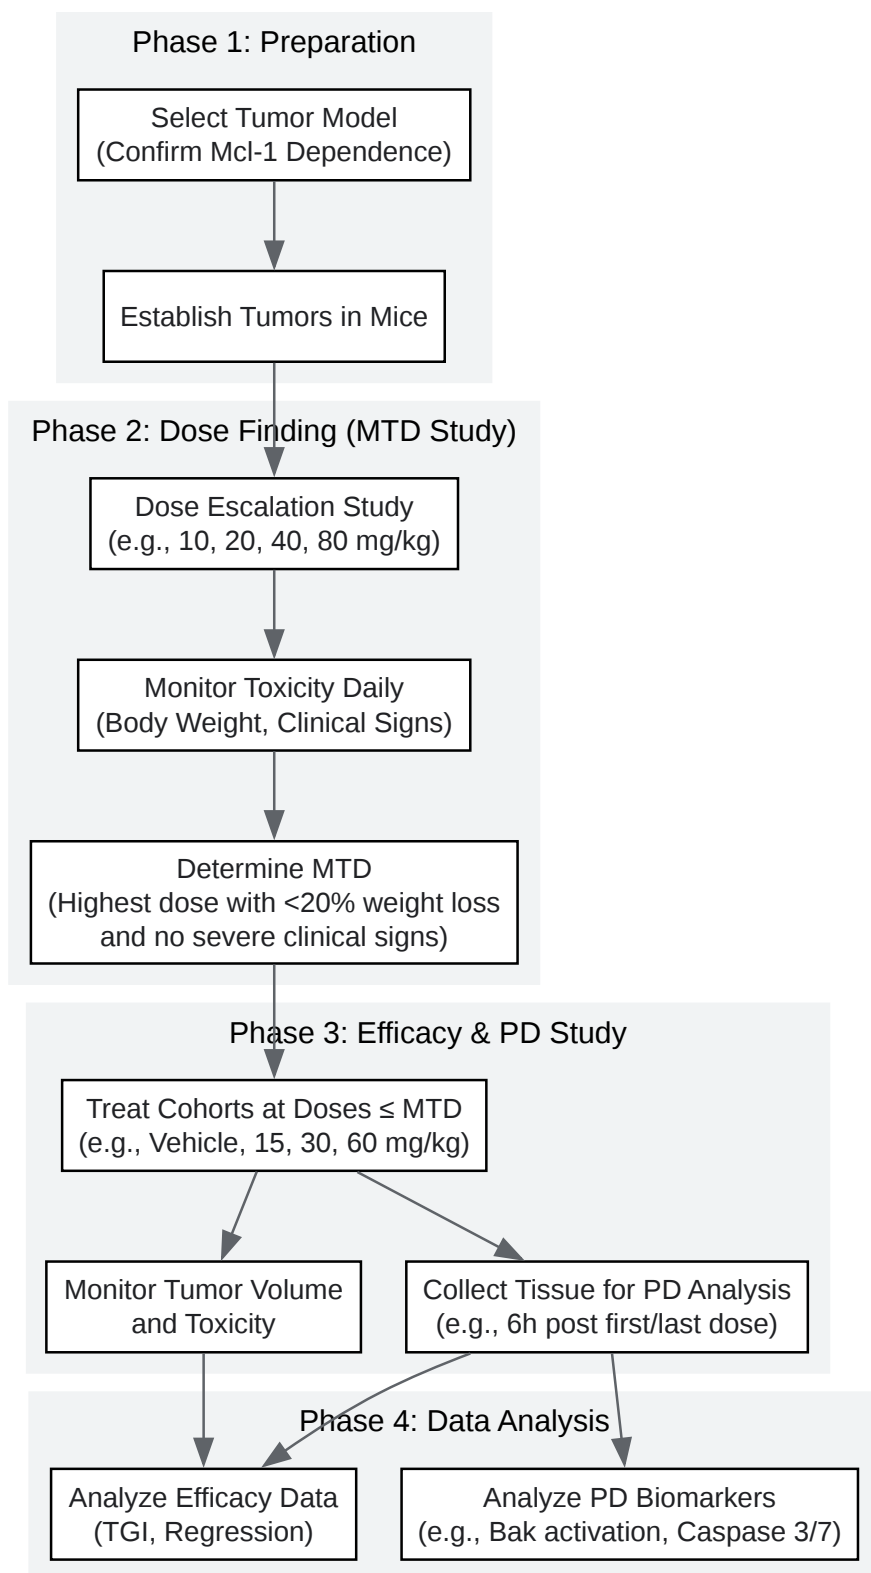 Phase 1: Preparation
Select Tumor Model
(Confirm Mcl-1 Dependence)
Establish Tumors in Mice
Phase 2: Dose Finding (MTD Study)
Dose Escalation Study
(e.g., 10, 20, 40, 80 mg/kg)
Monitor Toxicity Daily
(Body Weight, Clinical Signs)
Determine MTD
(Highest dose with <20% weight loss
and no severe clinical signs)
Phase 3: Efficacy & PD Study
Treat Cohorts at Doses ≤ MTD
(e.g., Vehicle, 15, 30, 60 mg/kg)
Monitor Tumor Volume
and Toxicity
Collect Tissue for PD Analysis
(e.g., 6h post first/last dose)
Phase 4: Data Analysis
Analyze Efficacy Data
(TGI, Regression)
Analyze PD Biomarkers
(e.g., Bak activation, Caspase 3/7)